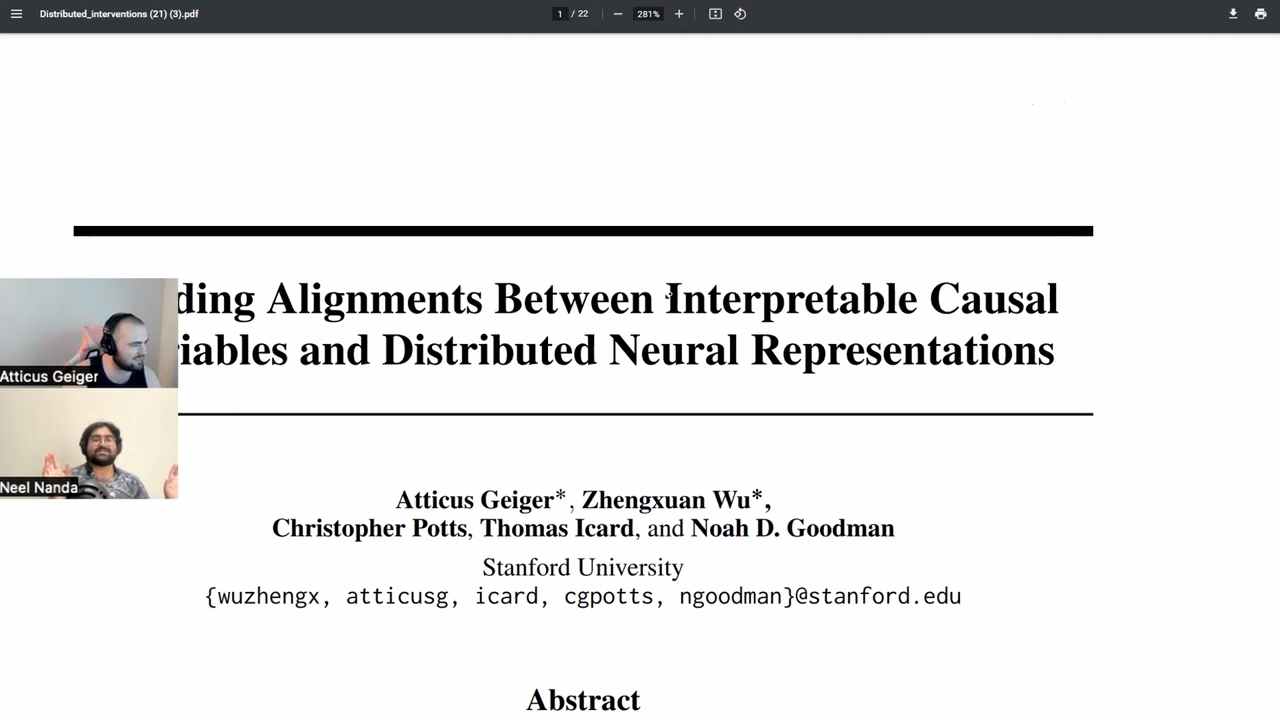 Distributed_interventions (21) (3).pdf
1 / 22
281%
ding Alignments Between Interpretable Causal
riables and Distributed Neural Representations
Atticus Geiger
Neel Nanda
Atticus Geiger*, Zhengxuan Wu*,
Christopher Potts, Thomas Icard, and Noah D. Goodman
Stanford University
{wuzhengx, atticusg, icard, cgpotts, ngoodman}@stanford.edu
Abstract